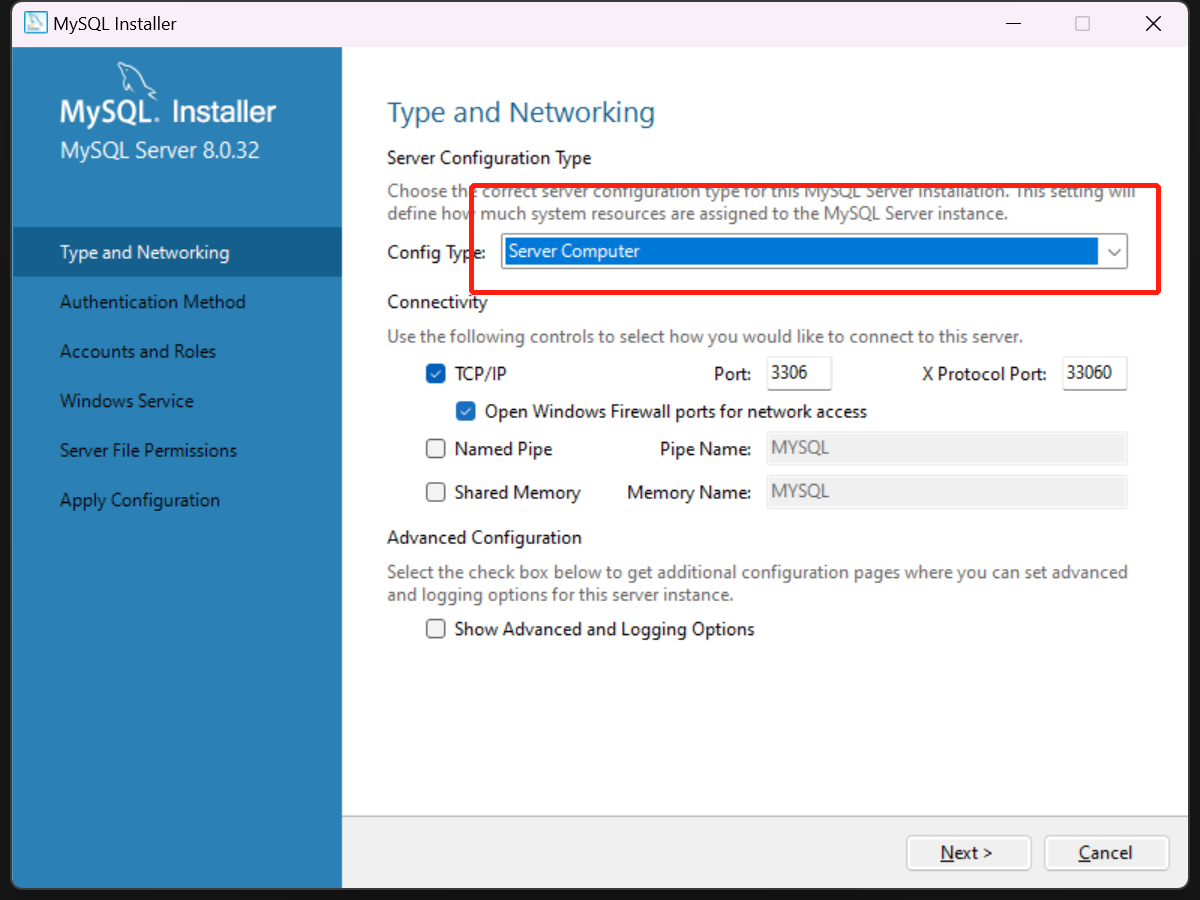 MySQL Installer
MySQL. Installer
MySQL Server 8.0.32
Type and Networking
Authentication Method
Accounts and Roles
Windows Service
Server File Permissions
Apply Configuration
Type and Networking
Server Configuration Type
Choose the correct server configuration type for this MySQL Server installation. This setting will
define how much system resources are assigned to the MySQL Server instance.
Config Type: Server Computer
Connectivity
Use the following controls to select how you would like to connect to this server.
TCP/IP Port: 3306 X Protocol Port: 33060
Open Windows Firewall ports for network access
Named Pipe Pipe Name: MYSQL
Shared Memory Memory Name: MYSQL
Advanced Configuration
Select the check box below to get additional configuration pages where you can set advanced
and logging options for this server instance.
Show Advanced and Logging Options
Next > Cancel